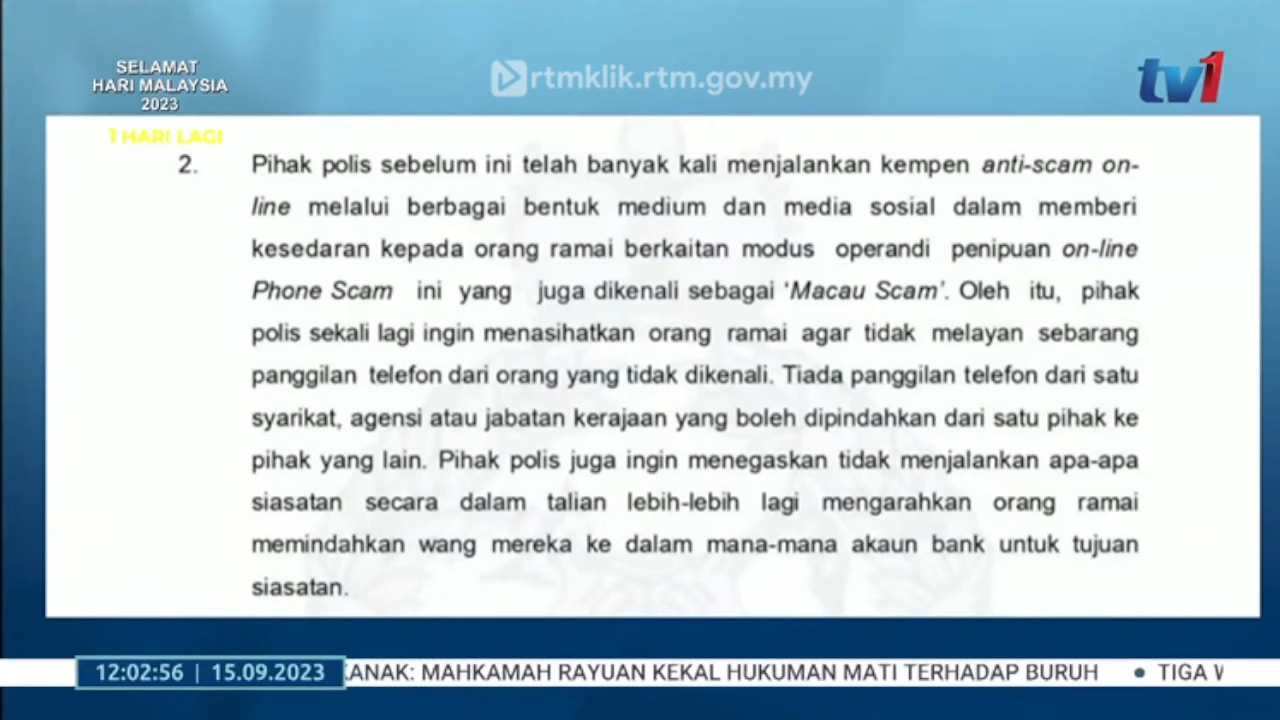 SELAMAT
HARI MALAYSIA
2023
1 HARI LAGI
rtmklik.rtm.gov.my
tv1
2. Pihak polis sebelum ini telah banyak kali menjalankan kempen anti-scam on-
line melalui berbagai bentuk medium dan media sosial dalam memberi
kesedaran kepada orang ramai berkaitan modus operandi penipuan on-line
Phone Scam ini yang juga dikenali sebagai 'Macau Scam'. Oleh itu, pihak
polis sekali lagi ingin menasihatkan orang ramai agar tidak melayan sebarang
panggilan telefon dari orang yang tidak dikenali. Tiada panggilan telefon dari satu
syarikat, agensi atau jabatan kerajaan yang boleh dipindahkan dari satu pihak ke
pihak yang lain. Pihak polis juga ingin menegaskan tidak menjalankan apa-apa
siasatan secara dalam talian lebih-lebih lagi mengarahkan orang ramai
memindahkan wang mereka ke dalam mana-mana akaun bank untuk tujuan
siasatan.
12:02:56 | 15.09.2023 KANAK: MAHKAMAH RAYUAN KEKAL HUKUMAN MATI TERHADAP BURUH • TIGA